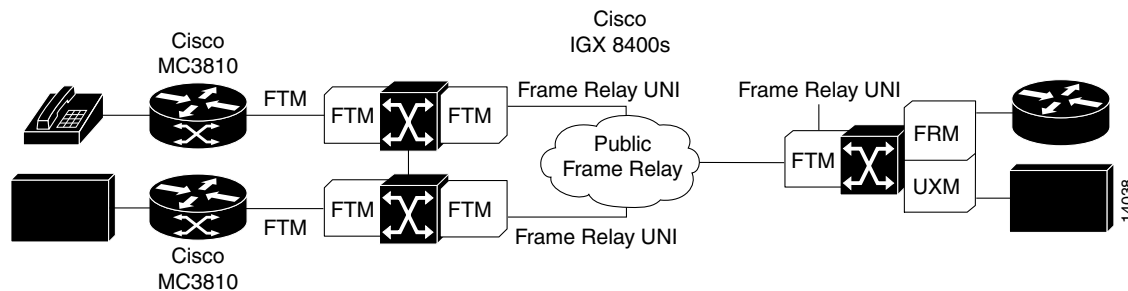 Cisco
IGX 8400s
Cisco
MC3810
FTM
FTM
FTM
Frame Relay UNI
Frame Relay UNI
Public
Frame Relay
FTM
FRM
UXM
FTM
FTM
FTM
Frame Relay UNI
Cisco
MC3810
14038